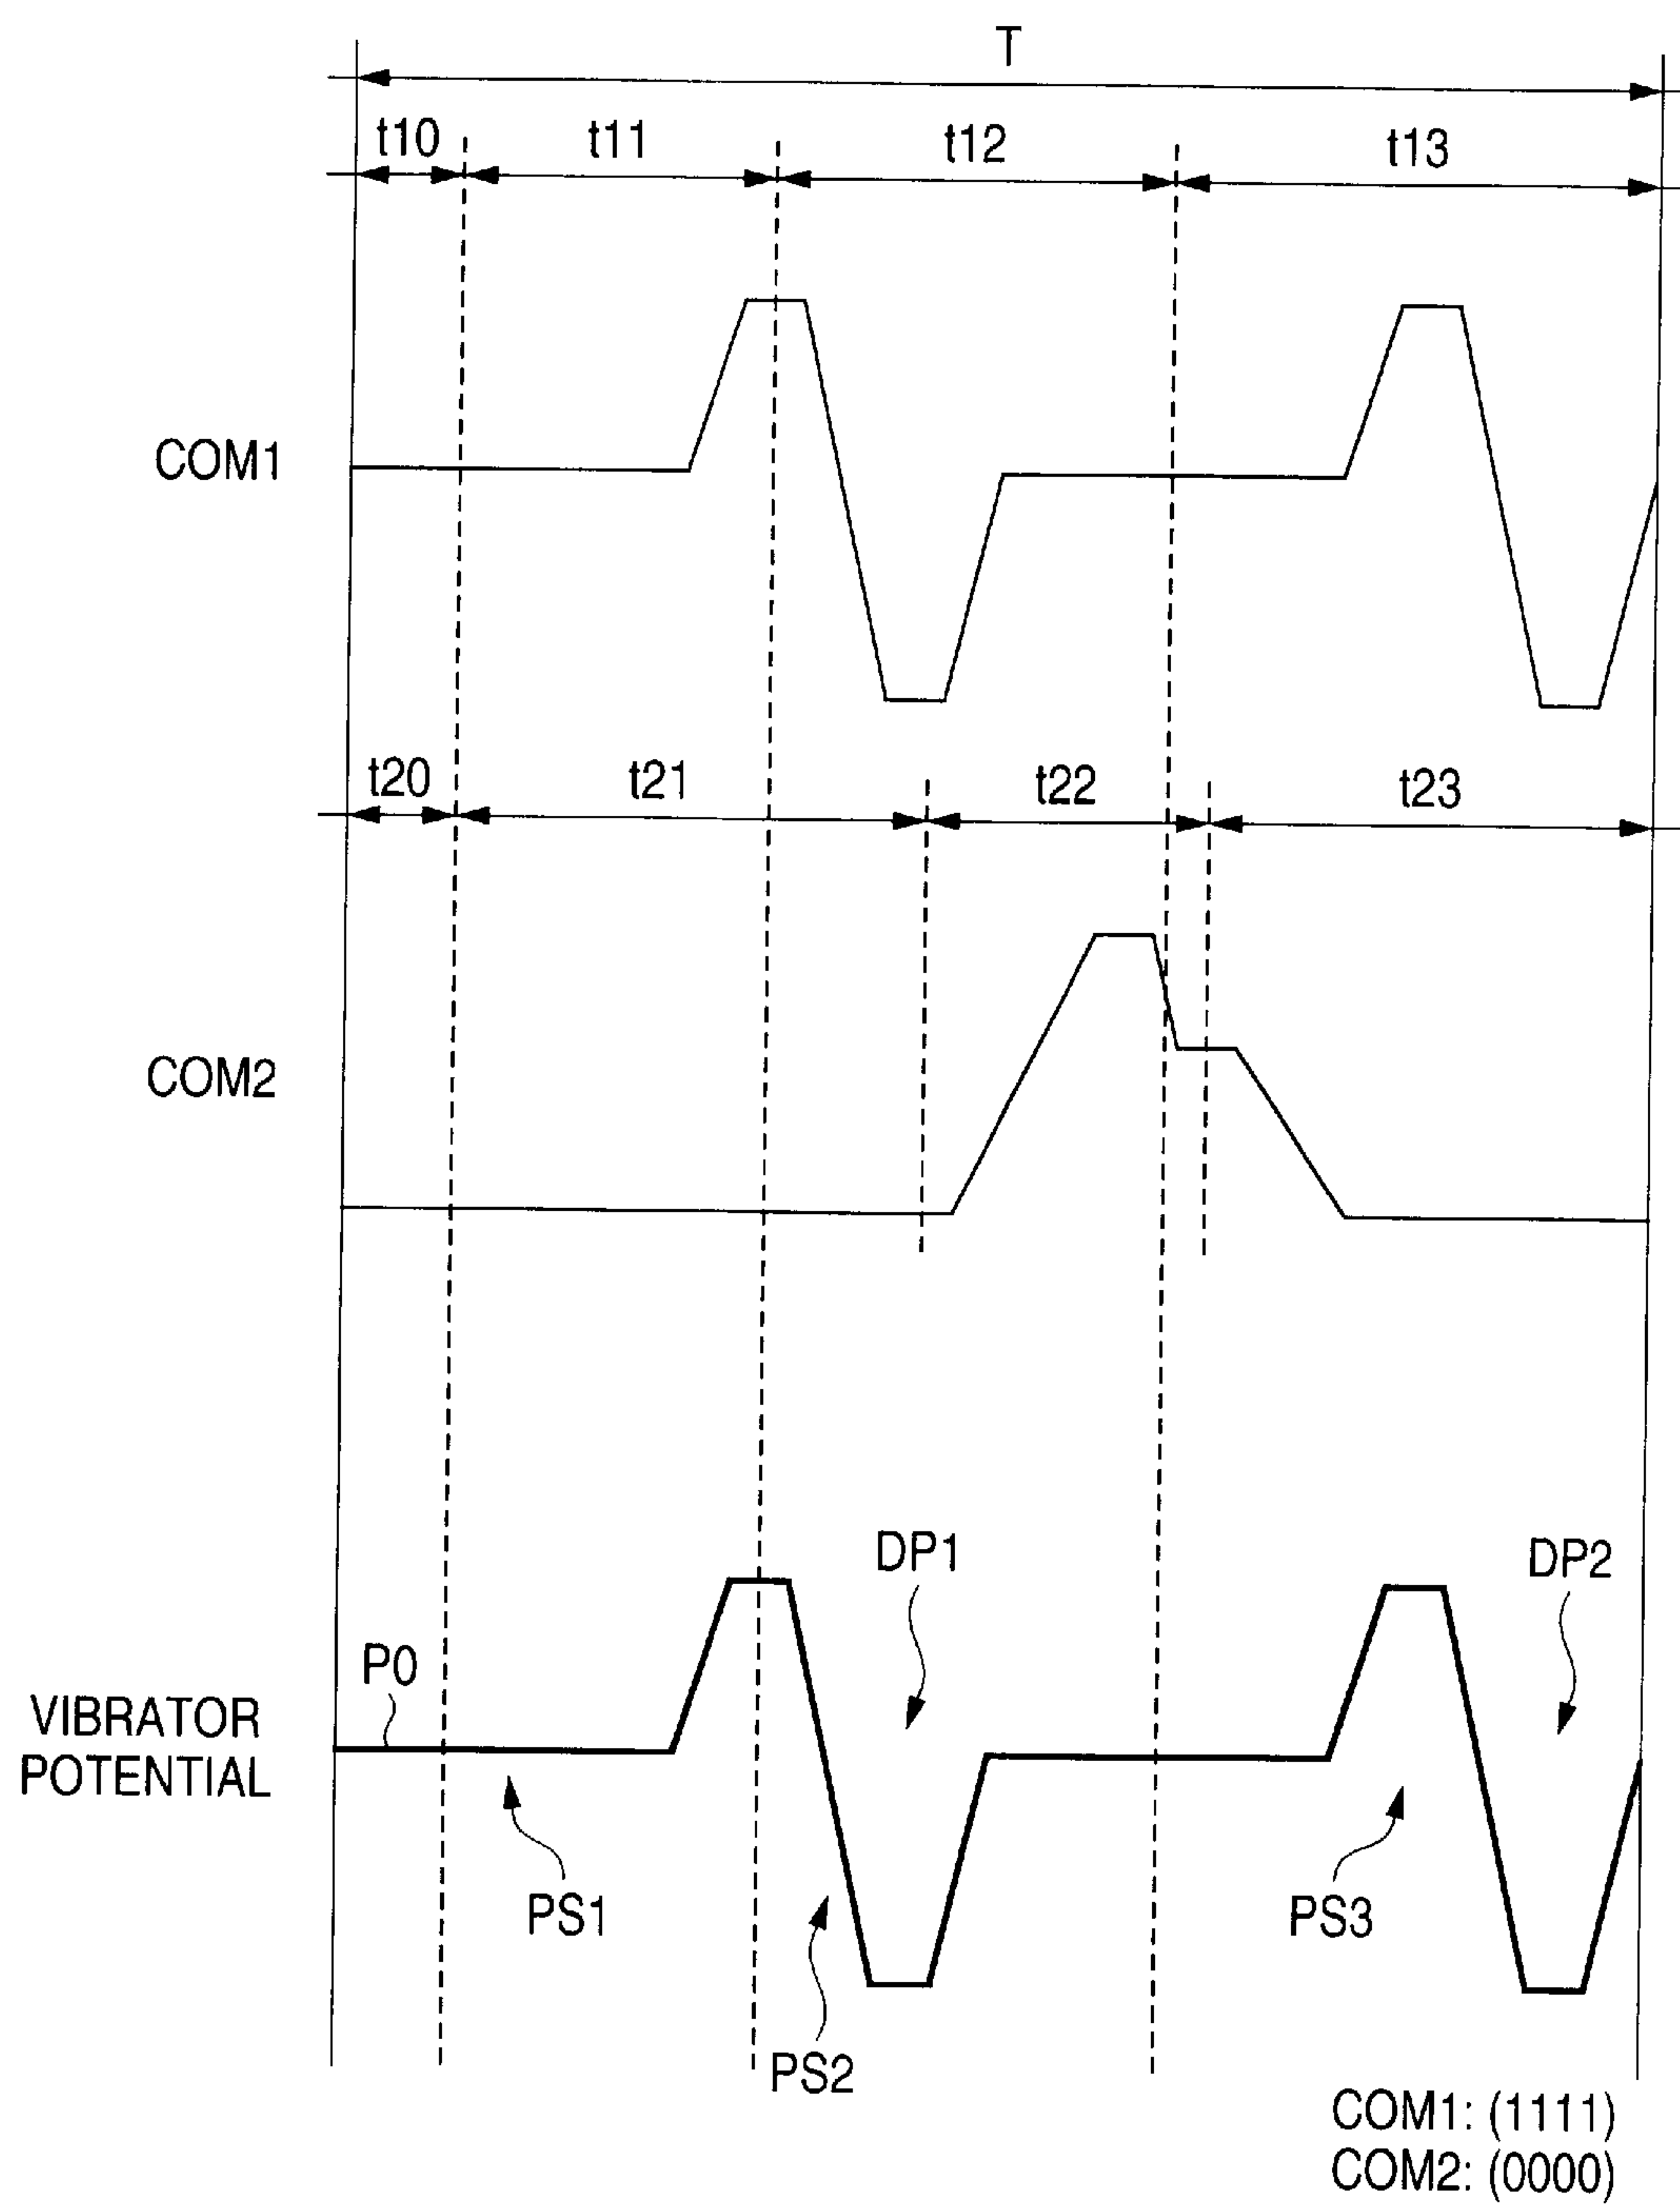 T
t10
t11
t12
t13
COM1
t20
t21
t22
t23
COM2
DP1
DP2
P0
VIBRATOR
POTENTIAL
PS1
PS3
PS2
COM1: (1111)
COM2: (0000)